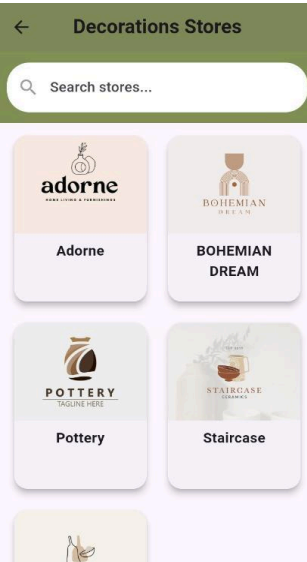 Decorations Stores
Search stores...
adorne
HOME LIVING & FURNISHINGS
Adorne
BOHEMIAN
DREAM
BOHEMIAN
DREAM
POTTERY
TAGLINE HERE
Pottery
STAIRCASE
CERAMICS
Staircase